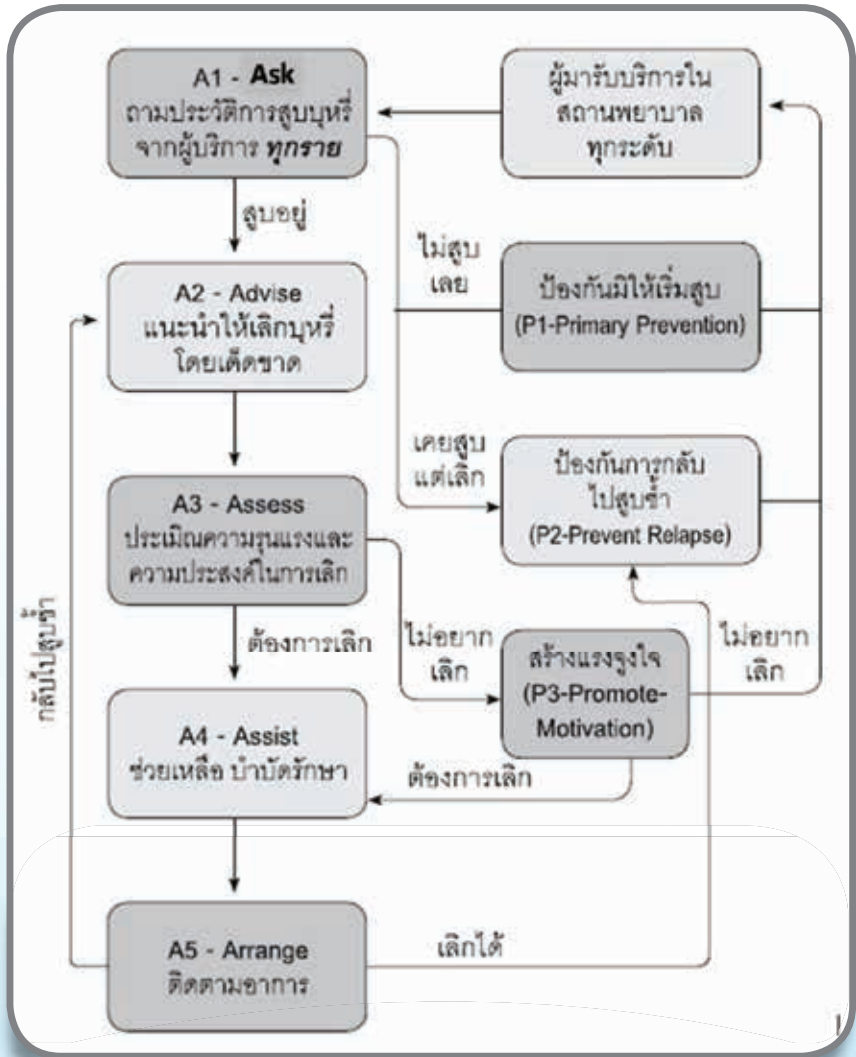 A1 - Ask
ถามประวัติการสูบบุหรี่
จากผู้บริการ ทุกราย
ผู้มารับบริการใน
สถานพยาบาล
ทุกระดับ
สูบอยู่
ไม่สูบ
เลย
ป้องกันมิให้เริ่มสูบ
(P1-Primary Prevention)
A2 - Advise
แนะนำให้เลิกบุหรี่
โดยเด็ดขาด
เคยสูบ
แต่เลิก
ป้องกันการกลับ
ไปสูบซ้ำ
(P2-Prevent Relapse)
A3 - Assess
ประเมิณความรุนแรงและ
ความประสงค์ในการเลิก
ต้องการเลิก
ไม่อยาก
เลิก
สร้างแรงจูงใจ
(P3-Promote-
Motivation)
ไม่อยาก
เลิก
กลับไปสูบซ้ำ
A4 - Assist
ช่วยเหลือ บำบัดรักษา
ต้องการเลิก
A5 - Arrange
ติดตามอาการ
เลิกได้